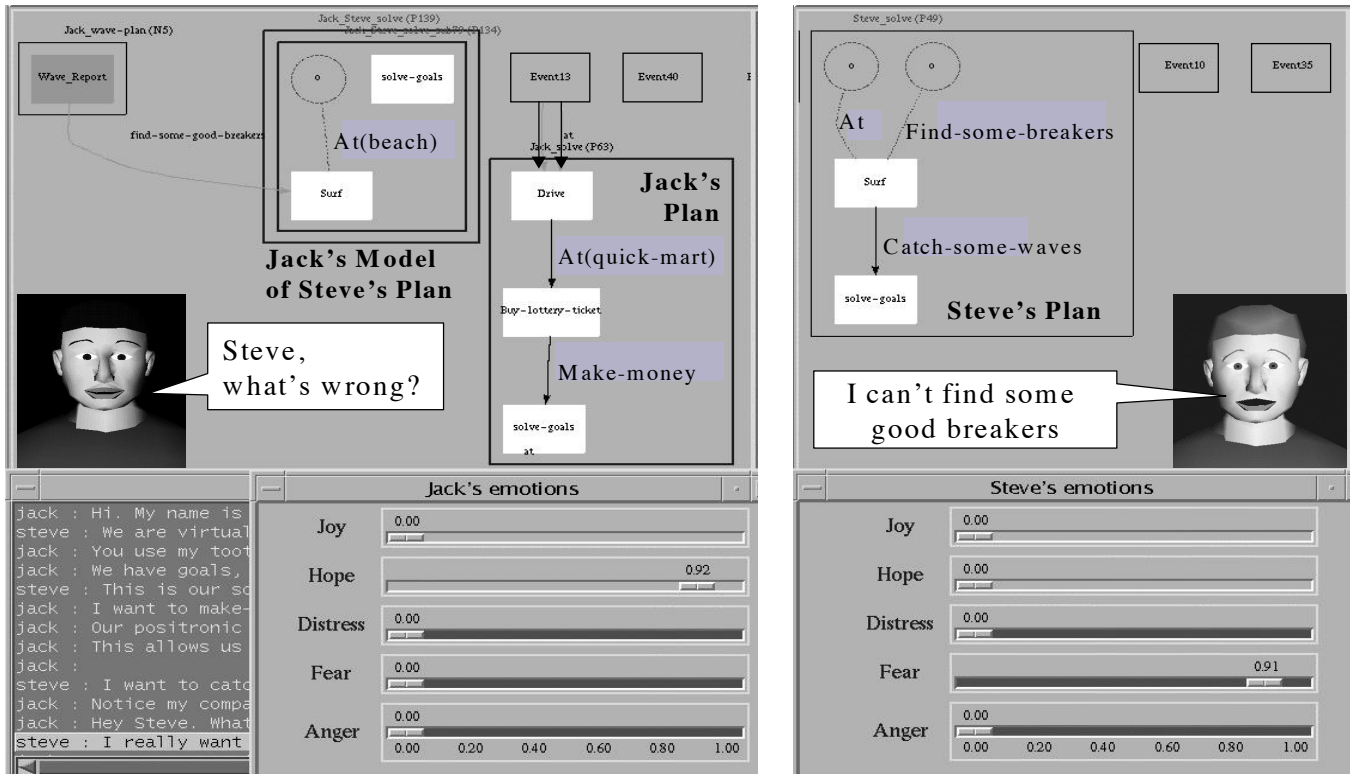 Jack_Steve_solve (P139)
Jack_Steve_solve_sub79 (P134)
Jack_wave-plan (N5)
Wave_Report
o
solve-goals
Event13
Event40
E
find-some-good-breakers
At(beach)
at
Jack_solve (P63)
Surf
Drive
Jack's
Plan
Jack's Model
of Steve's Plan
At(quick-mart)
Buy-lottery-ticket
Make-money
solve-goals
at
Steve,
what's wrong?
Steve_solve (P49)
o
o
Event10
Event35
At
Find-some-breakers
Surf
Catch-some-waves
solve-goals
Steve's Plan
I can't find some
good breakers
jack : Hi. My name is
steve : We are virtual
jack : You use my toot
jack : We have goals,
steve : This is our so
jack : I want to make-
jack : Our positronic
jack : This allows us
jack :
steve : I want to catc
jack : Notice my compa
jack : Hey Steve. What
steve : I really want
Jack's emotions
Joy 0.00
Hope 0.92
Distress 0.00
Fear 0.00
Anger 0.00
0.00 0.20 0.40 0.60 0.80 1.00
Steve's emotions
Joy 0.00
Hope 0.00
Distress 0.00
Fear 0.91
Anger 0.00
0.00 0.20 0.40 0.60 0.80 1.00